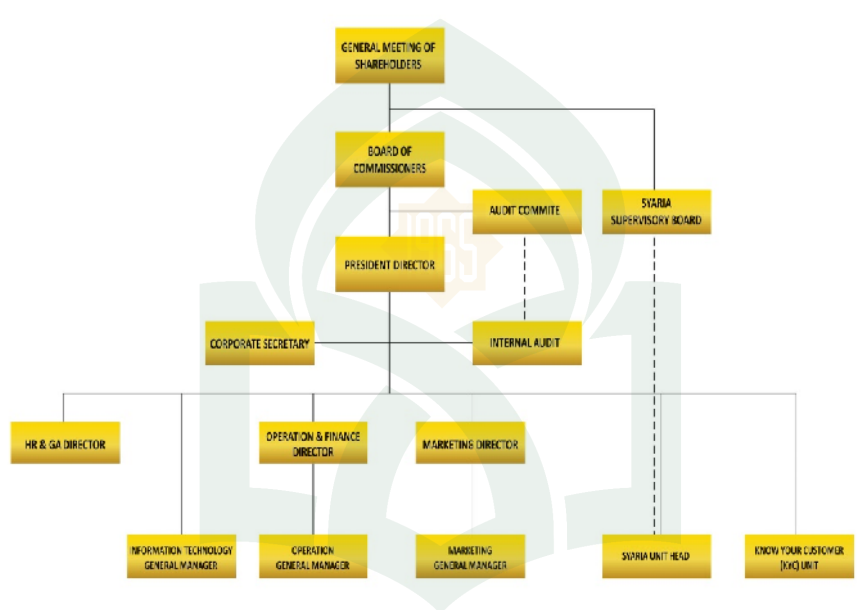 GENERAL MEETING OF
SHAREHOLDERS
BOARD OF
COMMISSIONERS
AUDIT COMMITE
SYARIA
SUPERVISORY BOARD
1965
PRESIDENT DIRECTOR
CORPORATE SECRETARY
INTERNAL AUDIT
HR & GA DIRECTOR
OPERATION & FINANCE
DIRECTOR
MARKETING DIRECTOR
INFORMATION TECHNOLOGY
GENERAL MANAGER
OPERATION
GENERAL MANAGER
MARKETING
GENERAL MANAGER
SYARIA UNIT HEAD
KNOW YOUR CUSTOMER
(KYC) UNIT